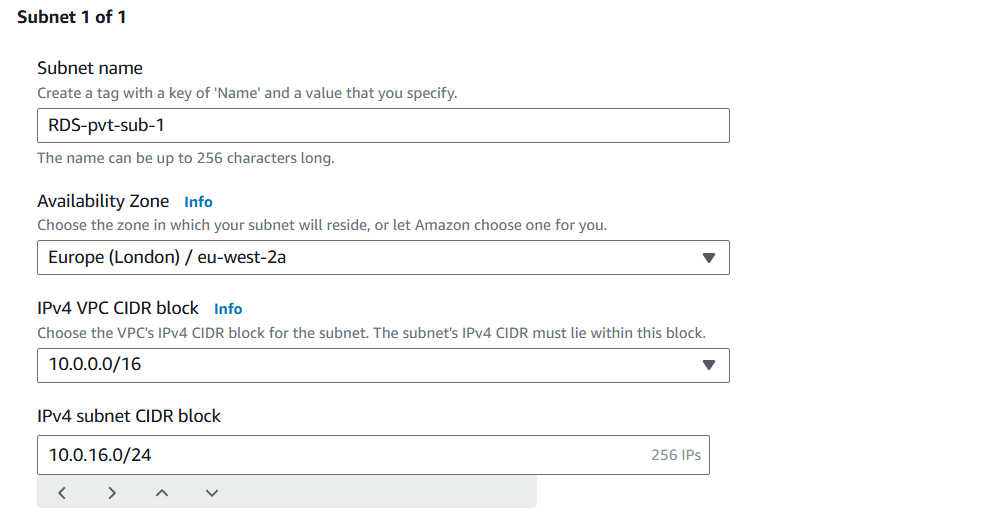 Subnet 1 of 1
Subnet name
Create a tag with a key of 'Name' and a value that you specify.
RDS-pvt-sub-1
The name can be up to 256 characters long.
Availability Zone Info
Choose the zone in which your subnet will reside, or let Amazon choose one for you.
Europe (London) / eu-west-2a
IPv4 VPC CIDR block Info
Choose the VPC's IPv4 CIDR block for the subnet. The subnet's IPv4 CIDR must lie within this block.
10.0.0.0/16
IPv4 subnet CIDR block
10.0.16.0/24 256 IPs